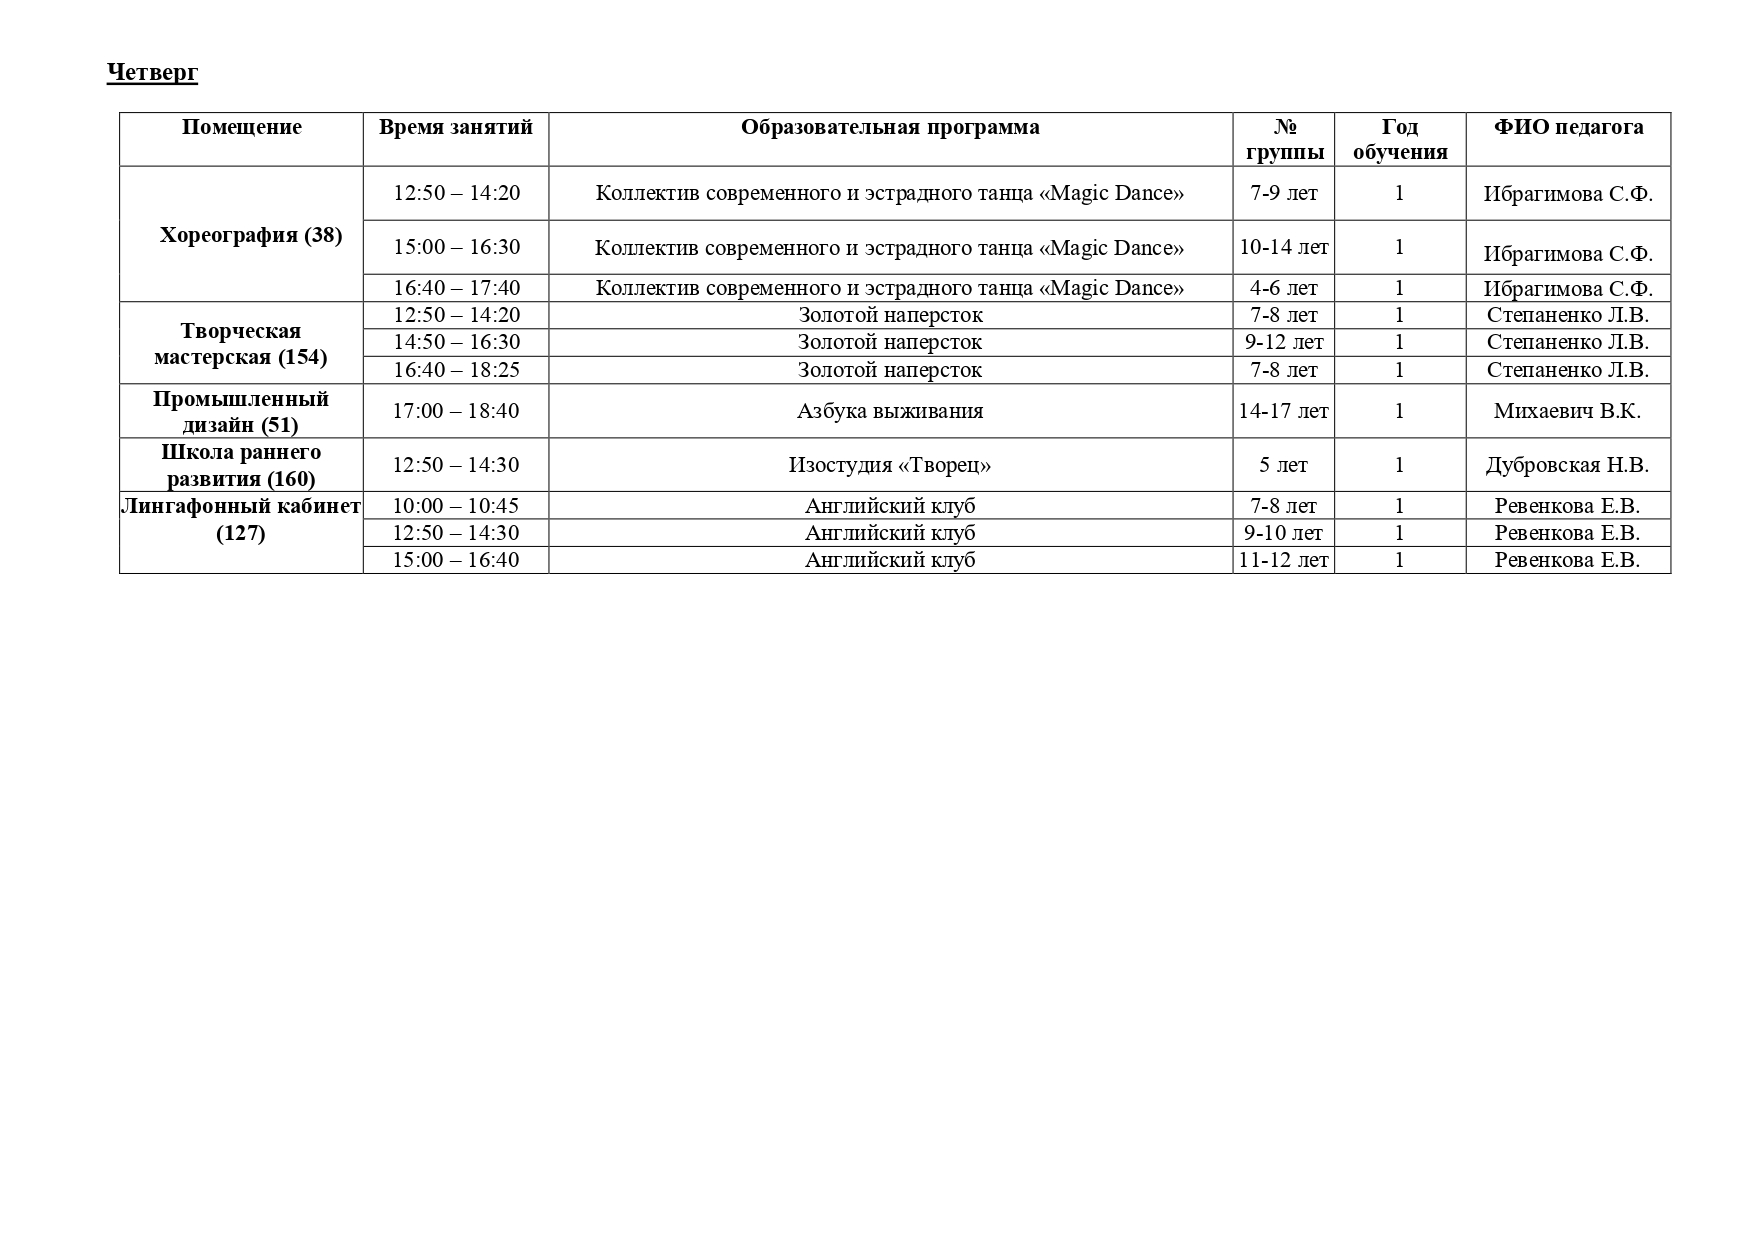 Четверг
Помещение Время занятий Образовательная программа № группы Год обучения ФИО педагога
Хореография (38) 12:50 – 14:20 Коллектив современного и эстрадного танца «Magic Dance» 7-9 лет 1 Ибрагимова С.Ф.
15:00 – 16:30 Коллектив современного и эстрадного танца «Magic Dance» 10-14 лет 1 Ибрагимова С.Ф.
16:40 – 17:40 Коллектив современного и эстрадного танца «Magic Dance» 4-6 лет 1 Ибрагимова С.Ф.
Творческая мастерская (154) 12:50 – 14:20 Золотой наперсток 7-8 лет 1 Степаненко Л.В.
14:50 – 16:30 Золотой наперсток 9-12 лет 1 Степаненко Л.В.
16:40 – 18:25 Золотой наперсток 7-8 лет 1 Степаненко Л.В.
Промышленный дизайн (51) 17:00 – 18:40 Азбука выживания 14-17 лет 1 Михаевич В.К.
Школа раннего развития (160) 12:50 – 14:30 Изостудия «Творец» 5 лет 1 Дубровская Н.В.
Лингафонный кабинет (127) 10:00 – 10:45 Английский клуб 7-8 лет 1 Ревенкова Е.В.
12:50 – 14:30 Английский клуб 9-10 лет 1 Ревенкова Е.В.
15:00 – 16:40 Английский клуб 11-12 лет 1 Ревенкова Е.В.